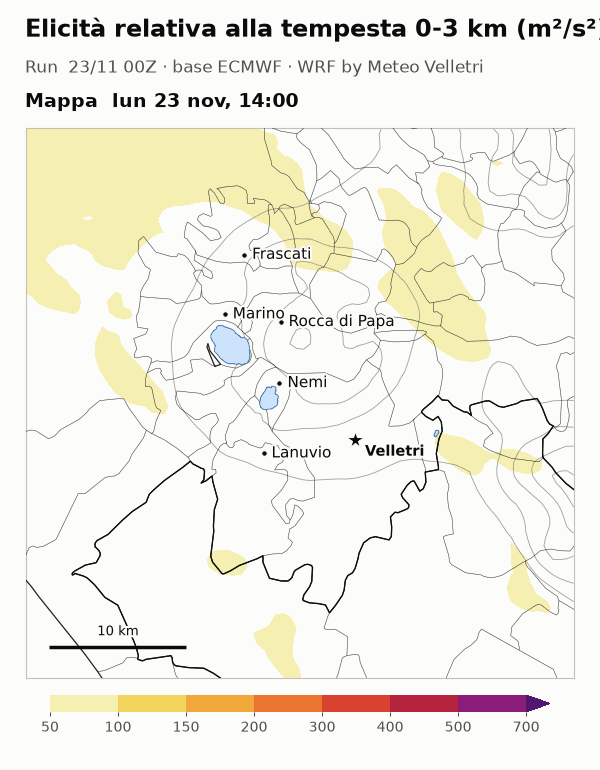 Elicità relativa alla tempesta 0-3 km (m²/s²)
Run  23/11 00Z · base ECMWF · WRF by Meteo Velletri
Mappa  lun 23 nov, 14:00
Frascati
Marino
Rocca di Papa
Nemi
Velletri
Lanuvio
10 km
50 100 150 200 300 400 500 700